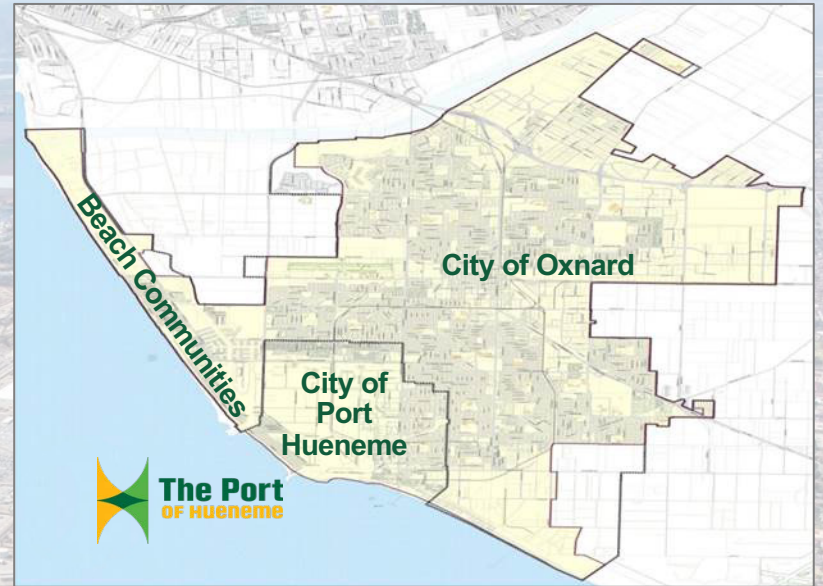 Beach Communities
City of Oxnard
City of
Port
Hueneme
The Port
OF HUENEME